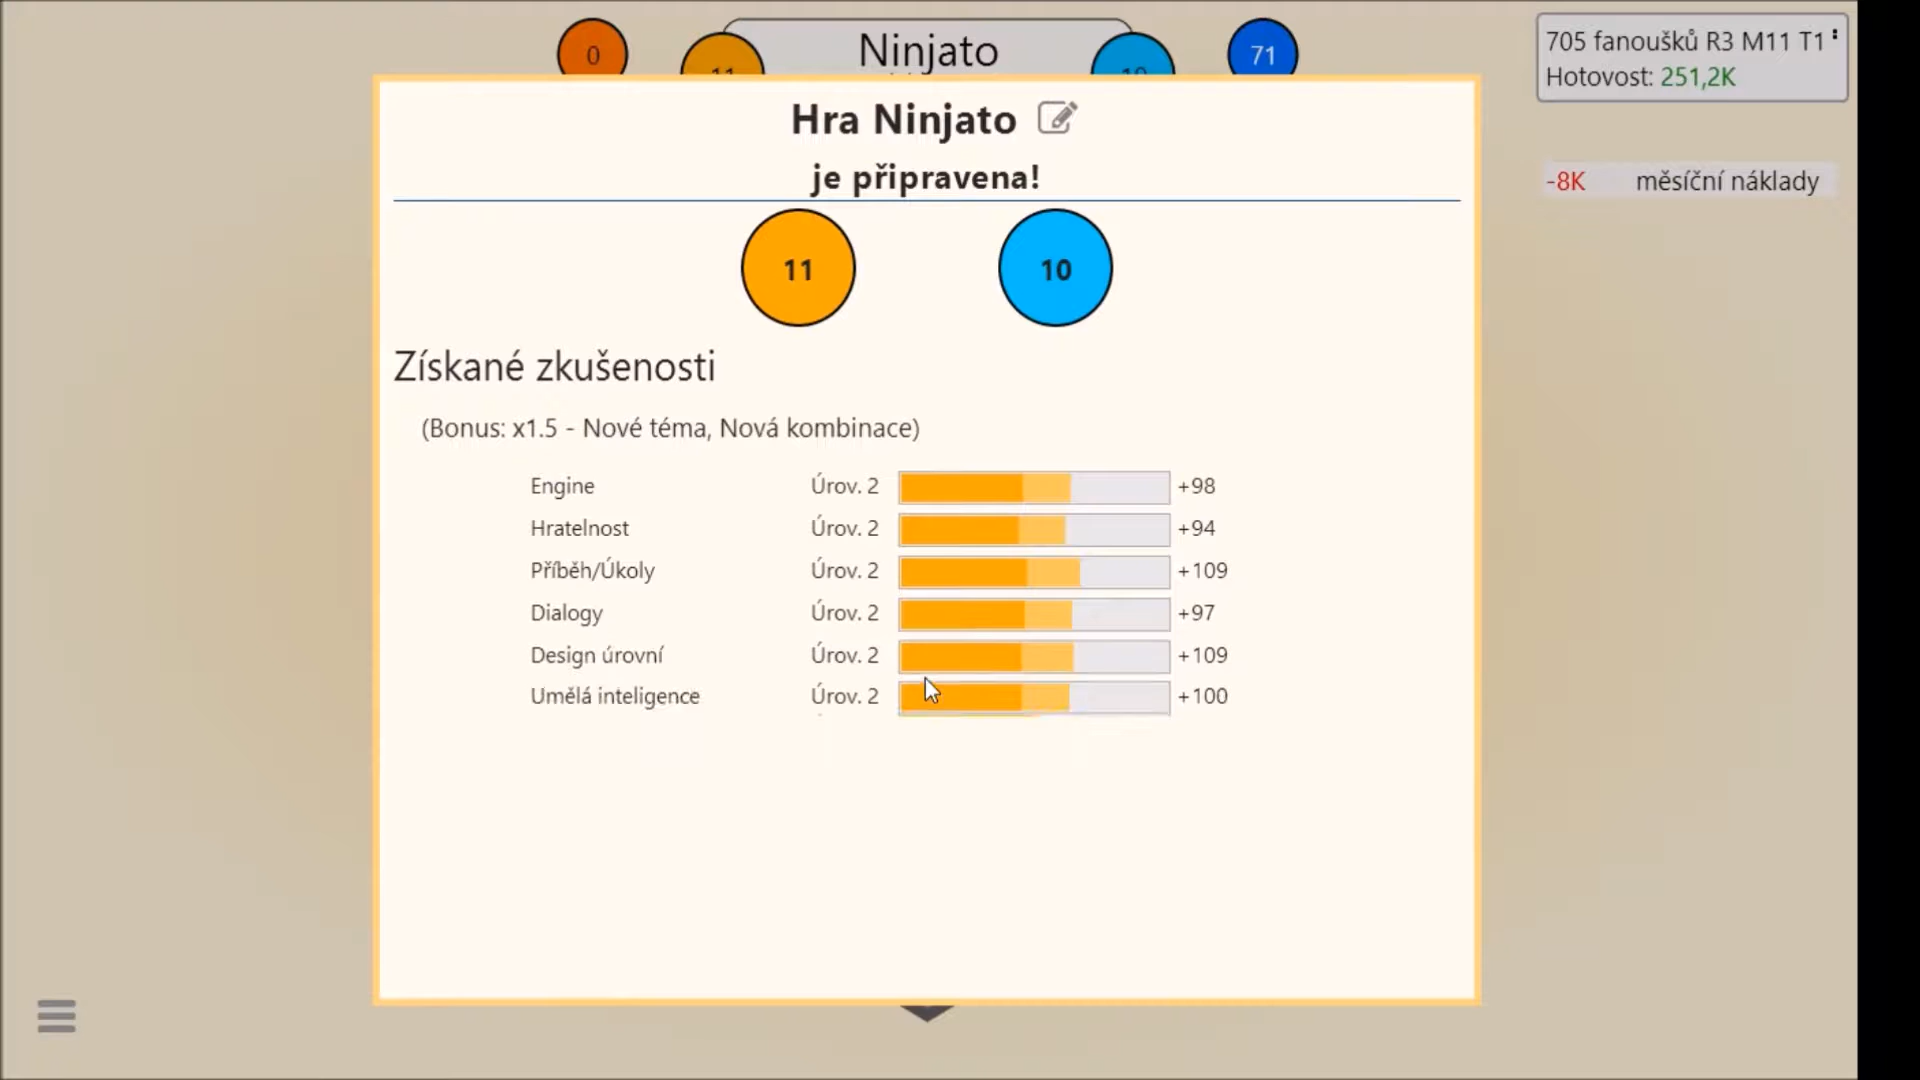 0
11
Ninjato
10
71
705 fanoušků R3 M11 T1
Hotovost: 251,2K
-8K měsíční náklady
Hra Ninjato
je připravena!
11
10
Získané zkušenosti
(Bonus: x1.5 - Nové téma, Nová kombinace)
Engine Úrov. 2 +98
Hratelnost Úrov. 2 +94
Příběh/Úkoly Úrov. 2 +109
Dialogy Úrov. 2 +97
Design úrovní Úrov. 2 +109
Umělá inteligence Úrov. 2 +100